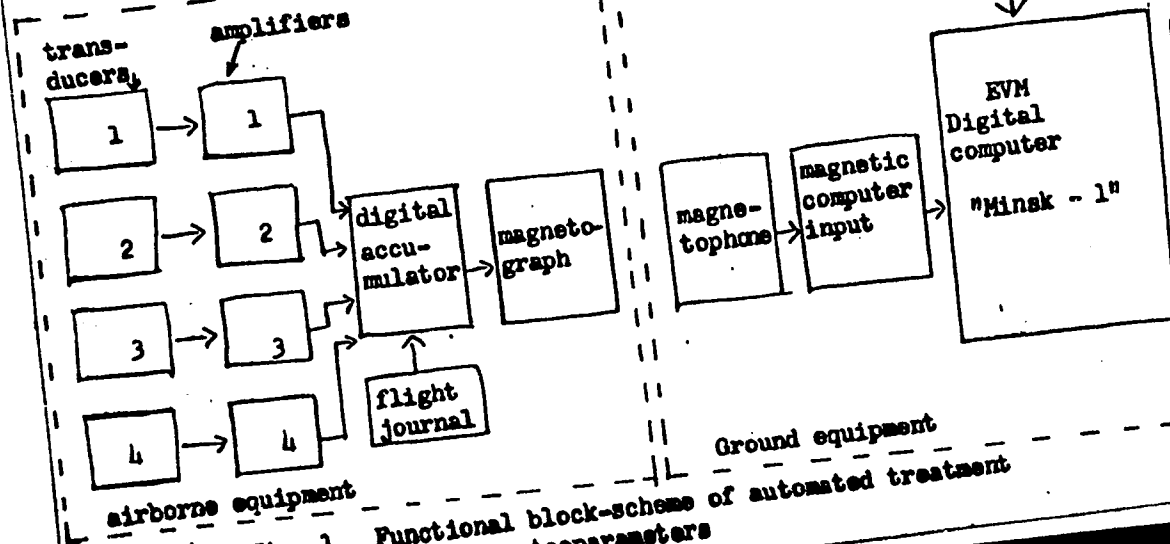 amplifiers
trans-
ducers
1
1
2
2
3
3
4
4
digital
accu-
mulator
magneto-
graph
flight
journal
airborne equipment
magne-
tophone
magnetic
computer
input
EVM
Digital
computer
"Minsk - 1"
Ground equipment
1 Functional block-scheme of automated treatment